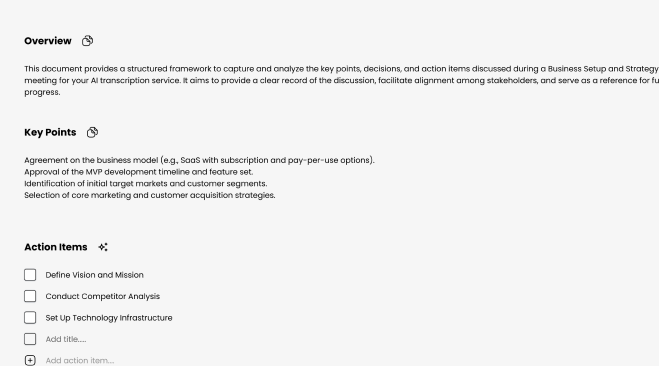 Overview
This document provides a structured framework to capture and analyze the key points, decisions, and action items discussed during a Business Setup and Strategy
meeting for your AI transcription service. It aims to provide a clear record of the discussion, facilitate alignment among stakeholders, and serve as a reference for fu
progress.
Key Points
Agreement on the business model (e.g., SaaS with subscription and pay-per-use options).
Approval of the MVP development timeline and feature set.
Identification of initial target markets and customer segments.
Selection of core marketing and customer acquisition strategies.
Action Items
Define Vision and Mission
Conduct Competitor Analysis
Set Up Technology Infrastructure
Add title.....
Add action item....